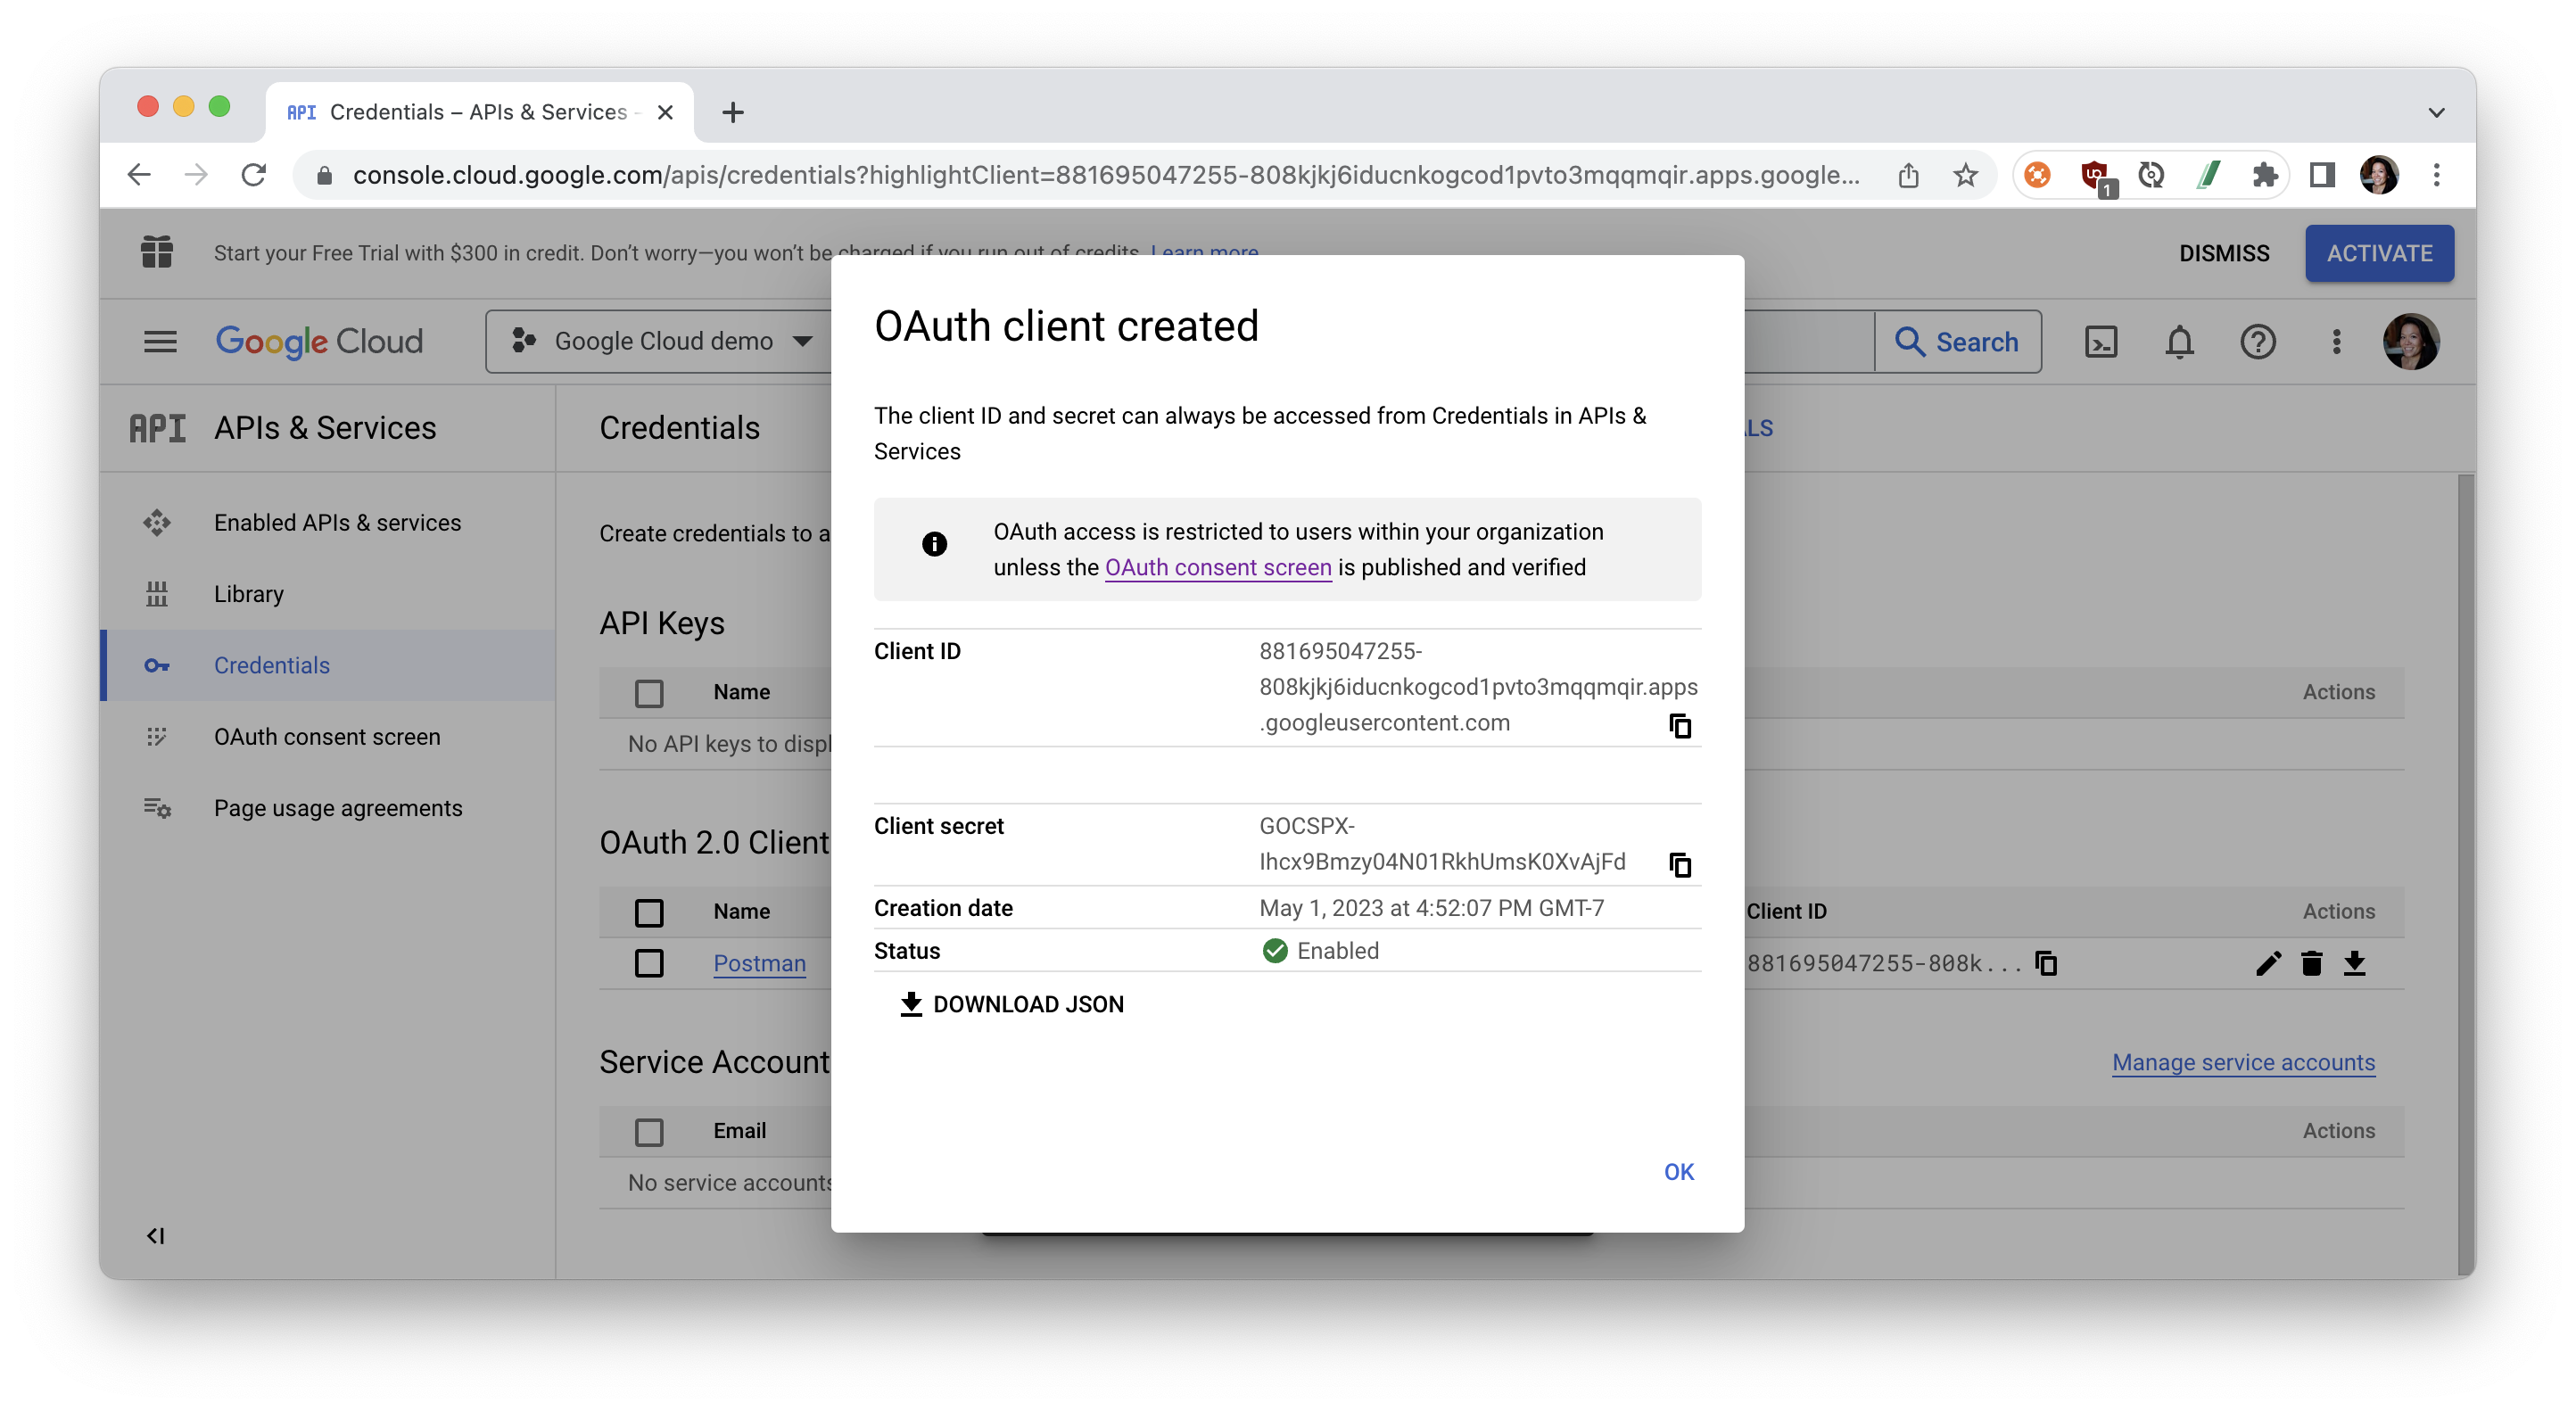 API Credentials – APIs & Services -
console.cloud.google.com/apis/credentials?highlightClient=881695047255-808kjkj6iducnkogcod1pvto3mqqmqir.apps.google...
1
Start your Free Trial with $300 in credit. Don't worry—you won't be charged if you run out of credits. Learn more
DISMISS
ACTIVATE
Google Cloud
Google Cloud demo
Search
API APIs & Services
Enabled APIs & services
Library
Credentials
OAuth consent screen
Page usage agreements
Credentials
ALS
Create credentials to a
API Keys
Name
Actions
No API keys to displ
OAuth 2.0 Client
Name
Client ID
Actions
Postman
881695047255-808k...
Service Account
Manage service accounts
Email
Actions
No service accounts
OAuth client created
The client ID and secret can always be accessed from Credentials in APIs &
Services
OAuth access is restricted to users within your organization
unless the OAuth consent screen is published and verified
Client ID
881695047255-
808kjkj6iducnkogcod1pvto3mqqmqir.apps
.googleusercontent.com
Client secret
GOCSPX-
Ihcx9Bmzy04N01RkhUmsK0XvAjFd
Creation date
May 1, 2023 at 4:52:07 PM GMT-7
Status
Enabled
DOWNLOAD JSON
OK